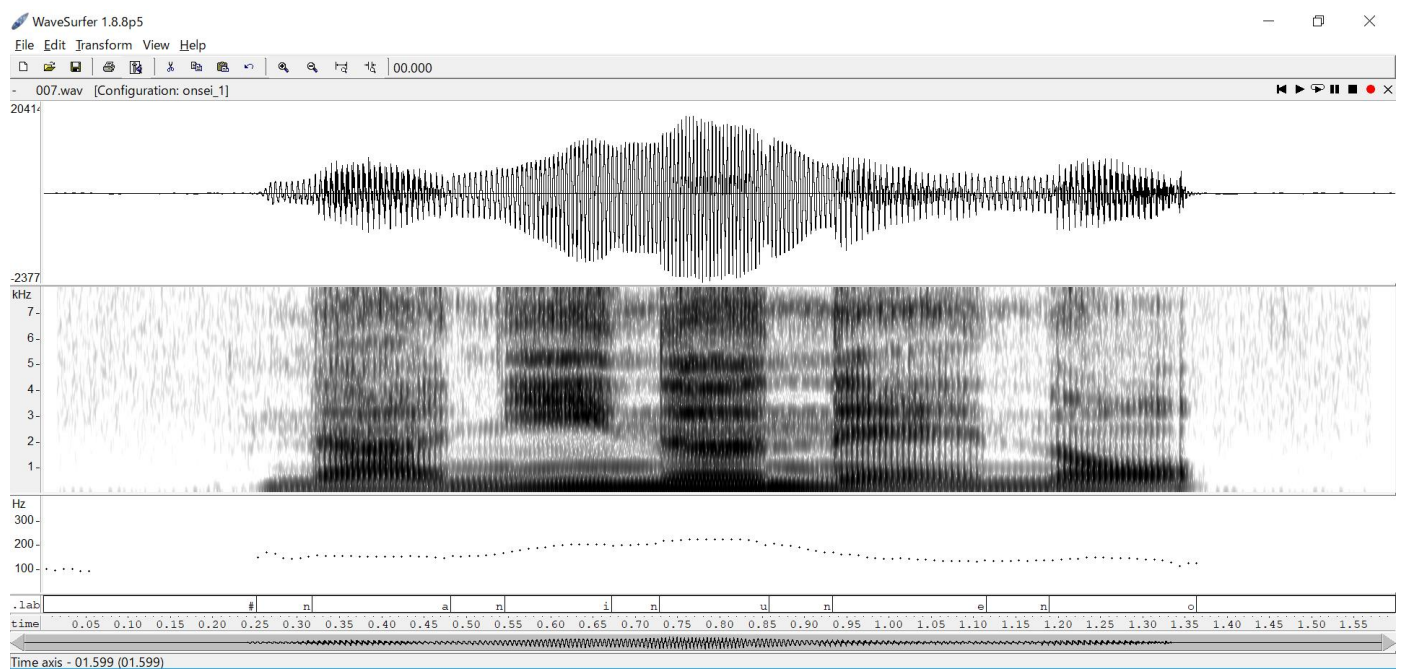 WaveSurfer 1.8.8p5
File Edit Transform View Help
00.000
- 007.wav [Configuration: onsei_1]
20414
-2377
kHz
7
6
5
4
3
2
1
Hz
300
200
100
.lab # n a n i n u n e n o
time 0.05 0.10 0.15 0.20 0.25 0.30 0.35 0.40 0.45 0.50 0.55 0.60 0.65 0.70 0.75 0.80 0.85 0.90 0.95 1.00 1.05 1.10 1.15 1.20 1.25 1.30 1.35 1.40 1.45 1.50 1.55
Time axis - 01.599 (01.599)